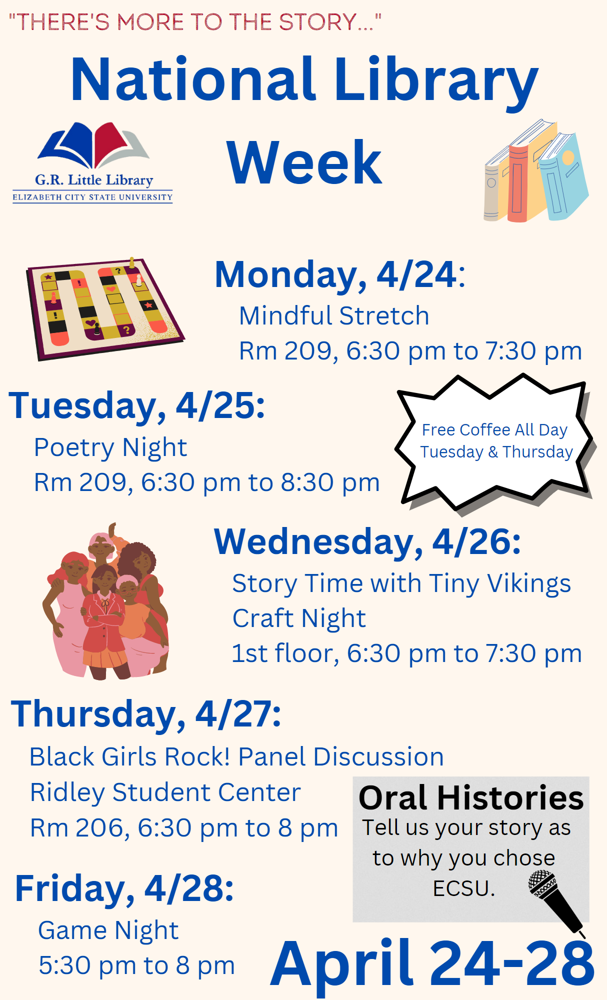 "THERE'S MORE TO THE STORY..."
National Library
Week
G.R. Little Library
ELIZABETH CITY STATE UNIVERSITY
Monday, 4/24:
Mindful Stretch
Rm 209, 6:30 pm to 7:30 pm
Tuesday, 4/25:
Poetry Night
Rm 209, 6:30 pm to 8:30 pm
Free Coffee All Day
Tuesday & Thursday
Wednesday, 4/26:
Story Time with Tiny Vikings
Craft Night
1st floor, 6:30 pm to 7:30 pm
Thursday, 4/27:
Black Girls Rock! Panel Discussion
Ridley Student Center
Rm 206, 6:30 pm to 8 pm
Oral Histories
Tell us your story as
to why you chose
ECSU.
Friday, 4/28:
Game Night
5:30 pm to 8 pm
April 24-28